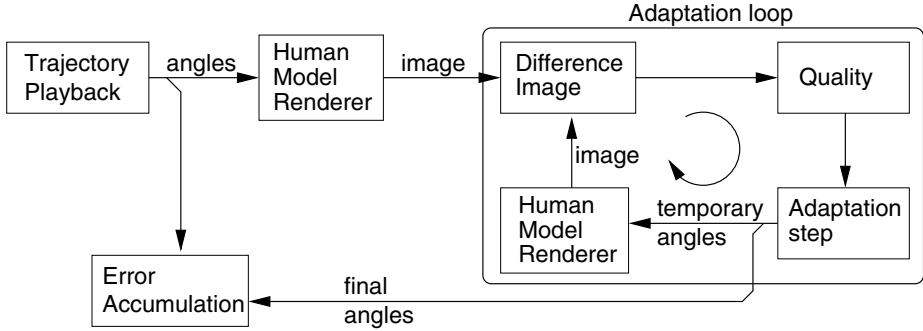 Adaptation loop
Trajectory
Playback
angles
Human
Model
Renderer
image
Difference
Image
Quality
image
Human
Model
Renderer
temporary
angles
Adaptation
step
Error
Accumulation
final
angles